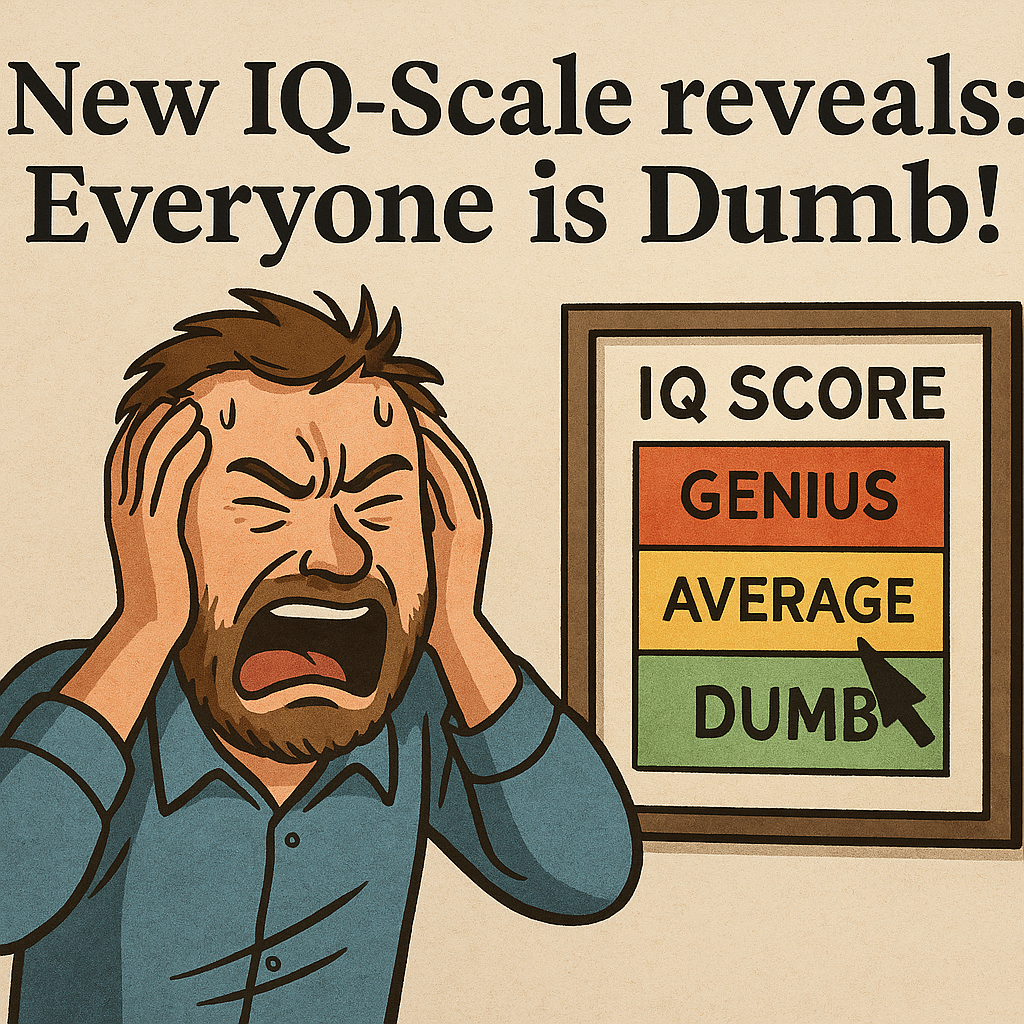 New IQ-Scale reveals:
Everyone is Dumb!
IQ SCORE
GENIUS
AVERAGE
DUMB